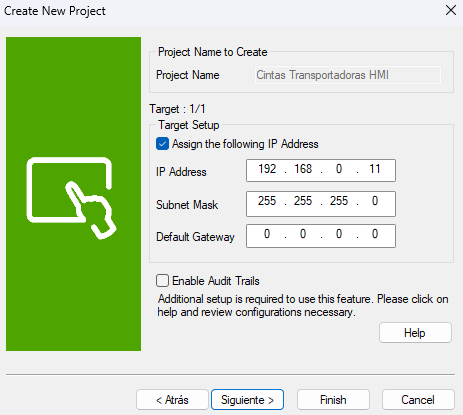 Create New Project
Project Name to Create
Project Name Cintas Transportadoras HMI
Target : 1/1
Target Setup
Assign the following IP Address
IP Address 192 . 168 . 0 . 11
Subnet Mask 255 . 255 . 255 . 0
Default Gateway 0 . 0 . 0 . 0
Enable Audit Trails
Additional setup is required to use this feature. Please click on
help and review configurations necessary.
Help
< Atrás Siguiente > Finish Cancel